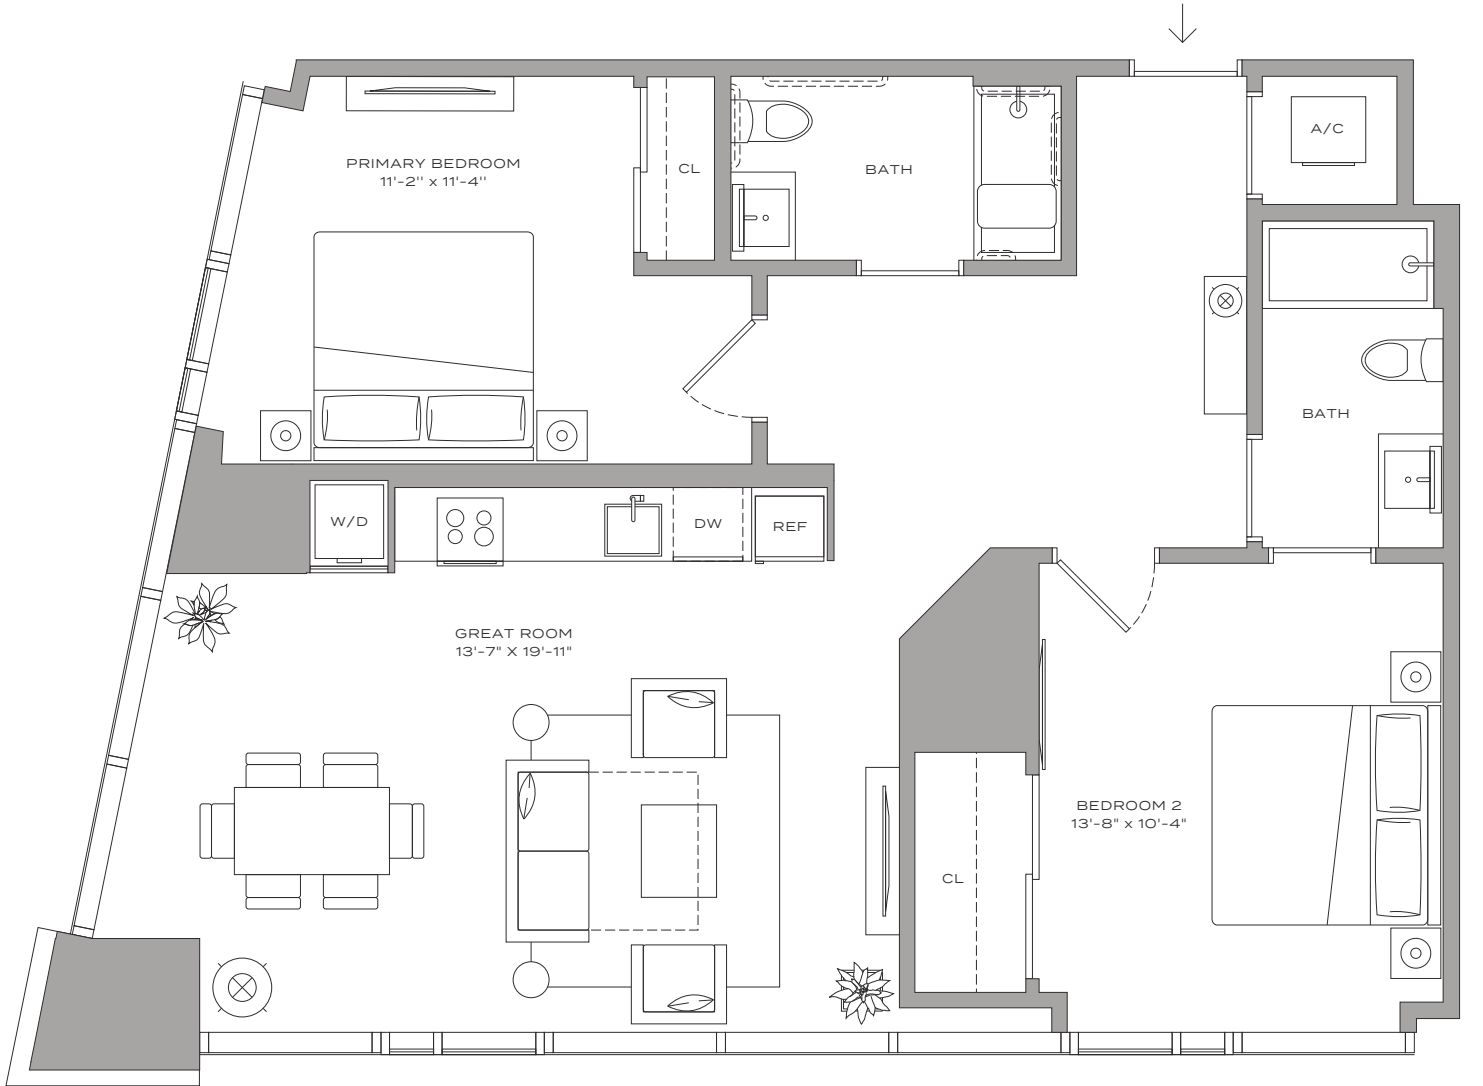 A/C
PRIMARY BEDROOM
11'-2" x 11'-4"
CL
BATH
BATH
W/D
DW
REF
GREAT ROOM
13'-7" X 19'-11"
BEDROOM 2
13'-8" x 10'-4"
CL